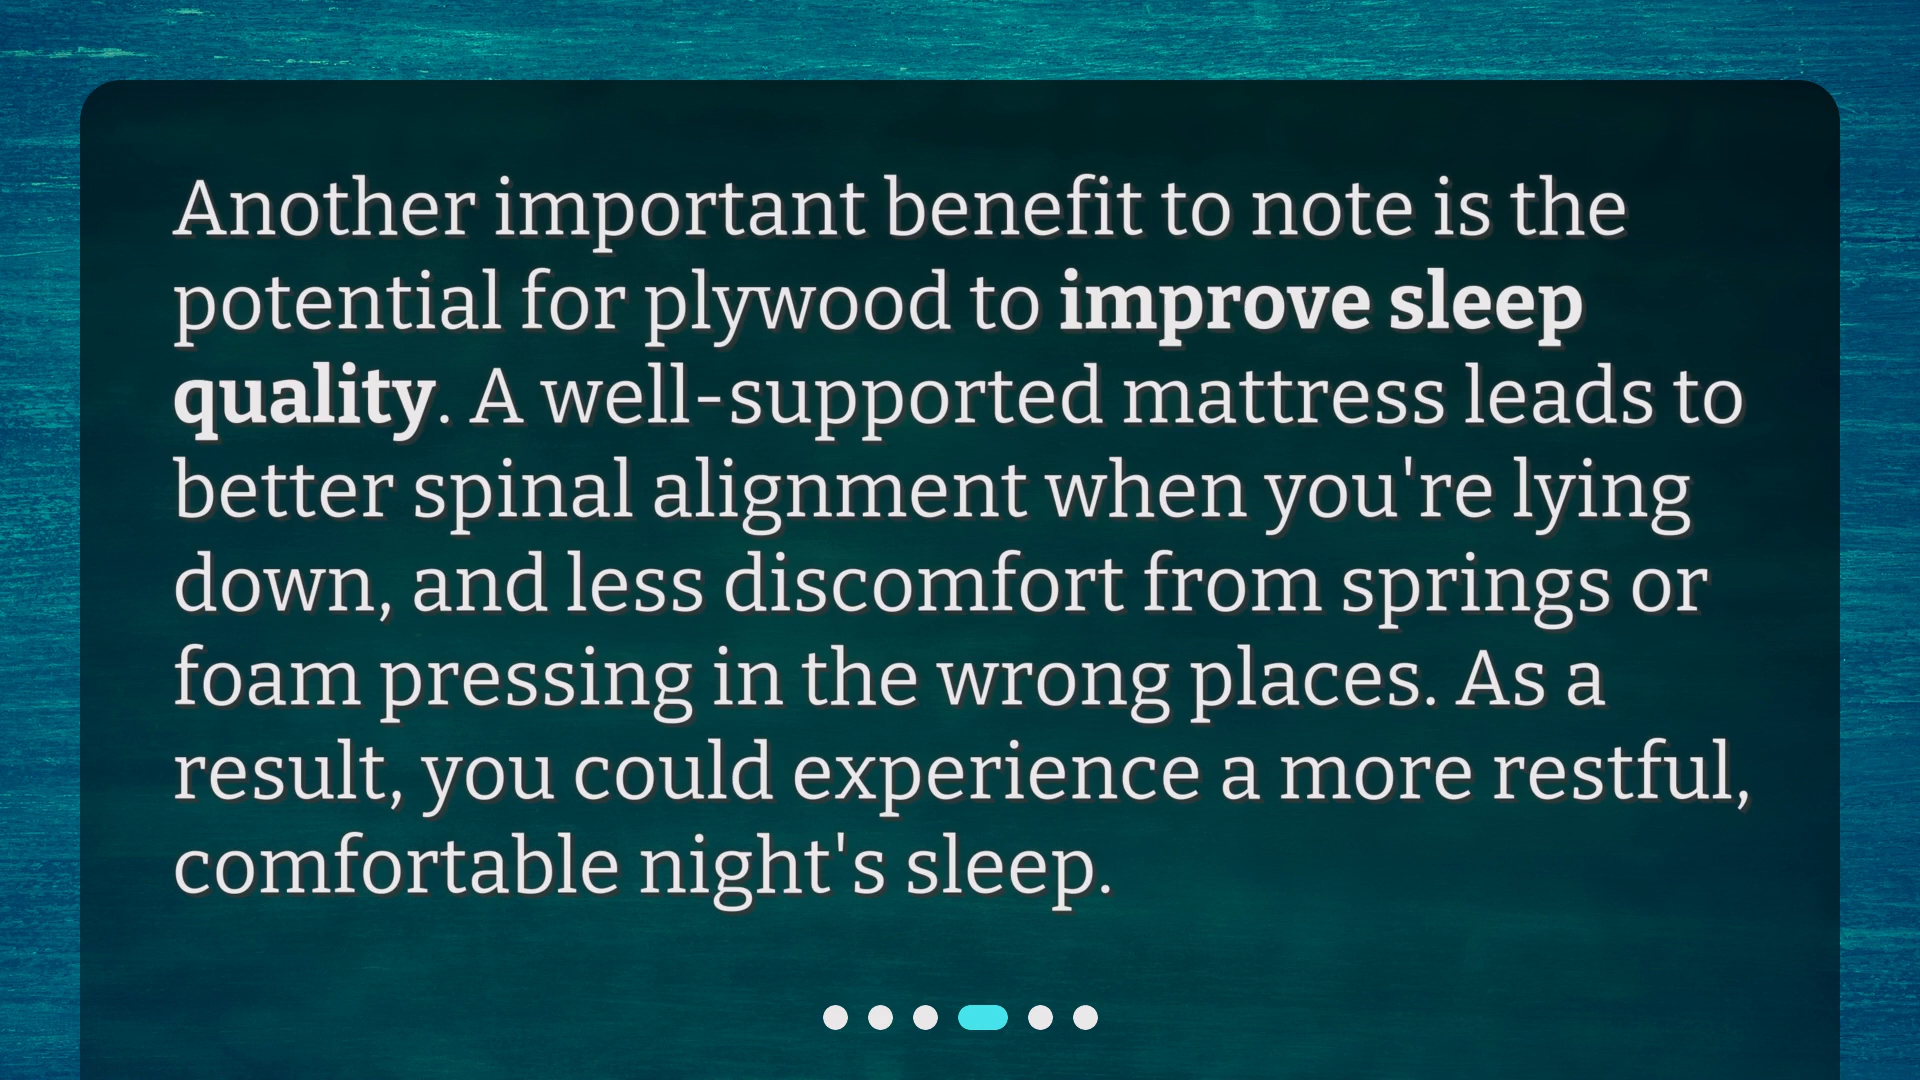 Another important benefit to note is the
potential for plywood to improve sleep
quality. A well-supported mattress leads to
better spinal alignment when you're lying
down, and less discomfort from springs or
foam pressing in the wrong places. As a
result, you could experience a more restful,
comfortable night's sleep.